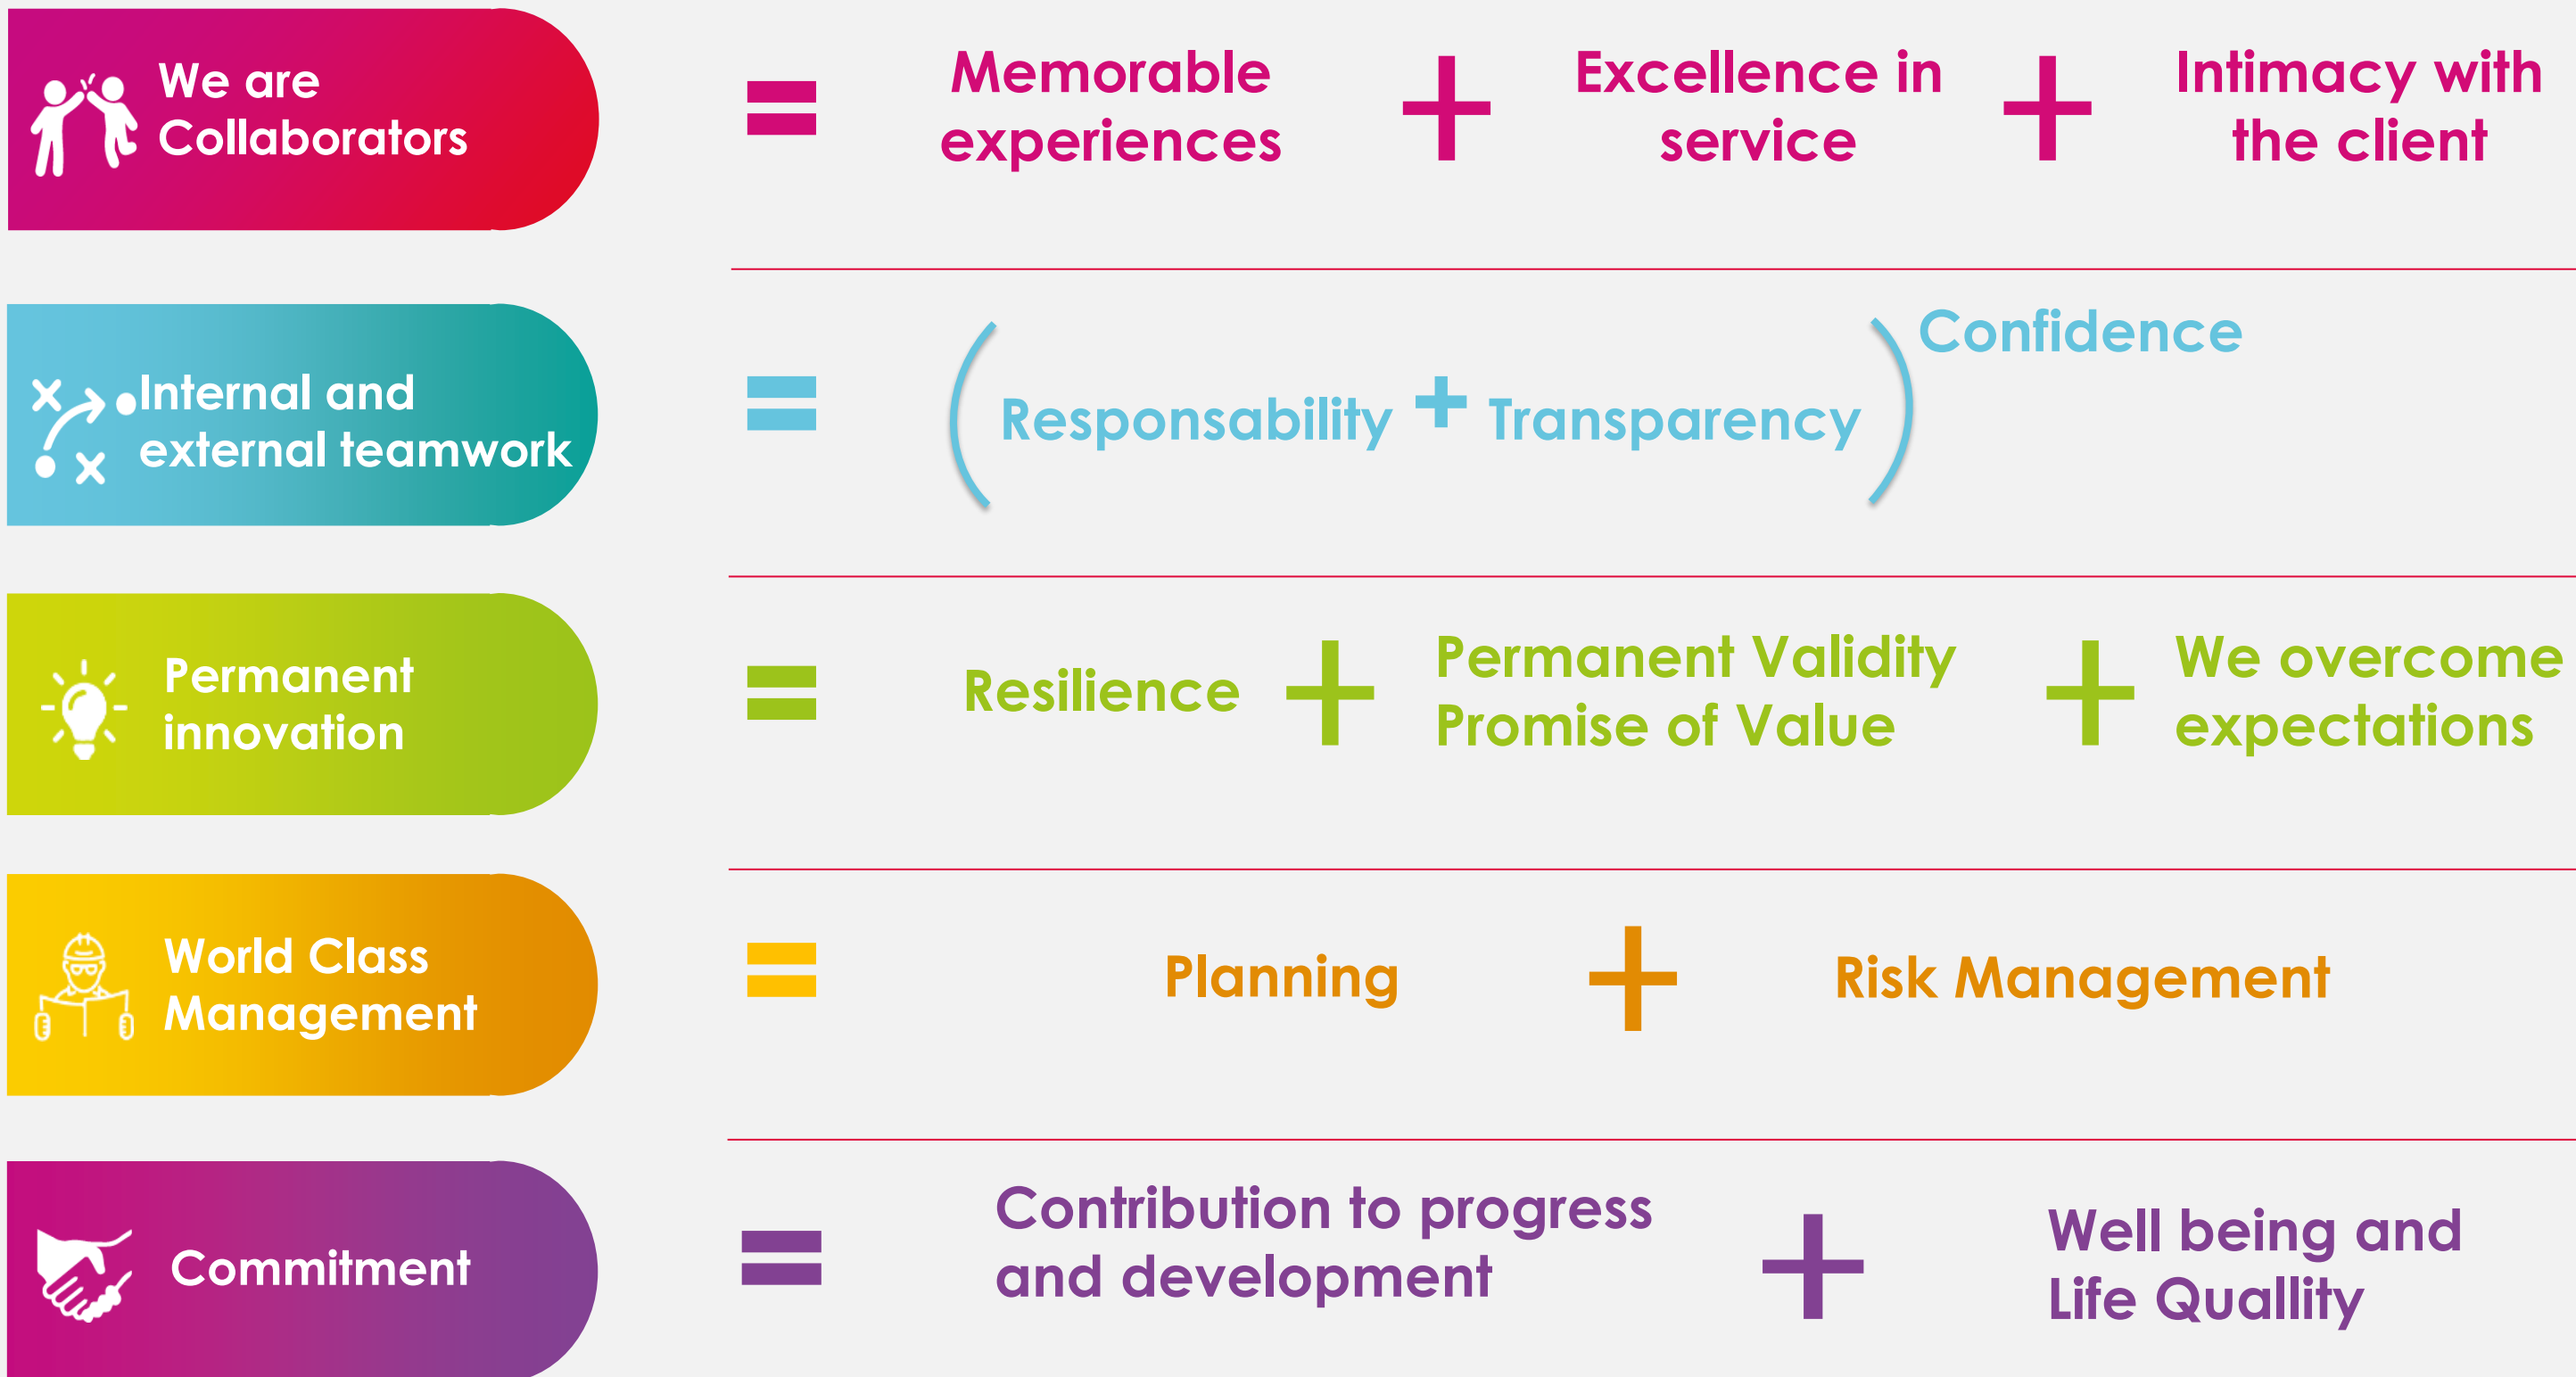 We are
Collaborators
=
Memorable
experiences
+
Excellence in
service
+
Intimacy with
the client
Internal and
external teamwork
=
(Responsability + Transparency) Confidence
Permanent
innovation
=
Resilience
+
Permanent Validity
Promise of Value
+
We overcome
expectations
World Class
Management
=
Planning
+
Risk Management
Commitment
=
Contribution to progress
and development
+
Well being and
Life Quallity